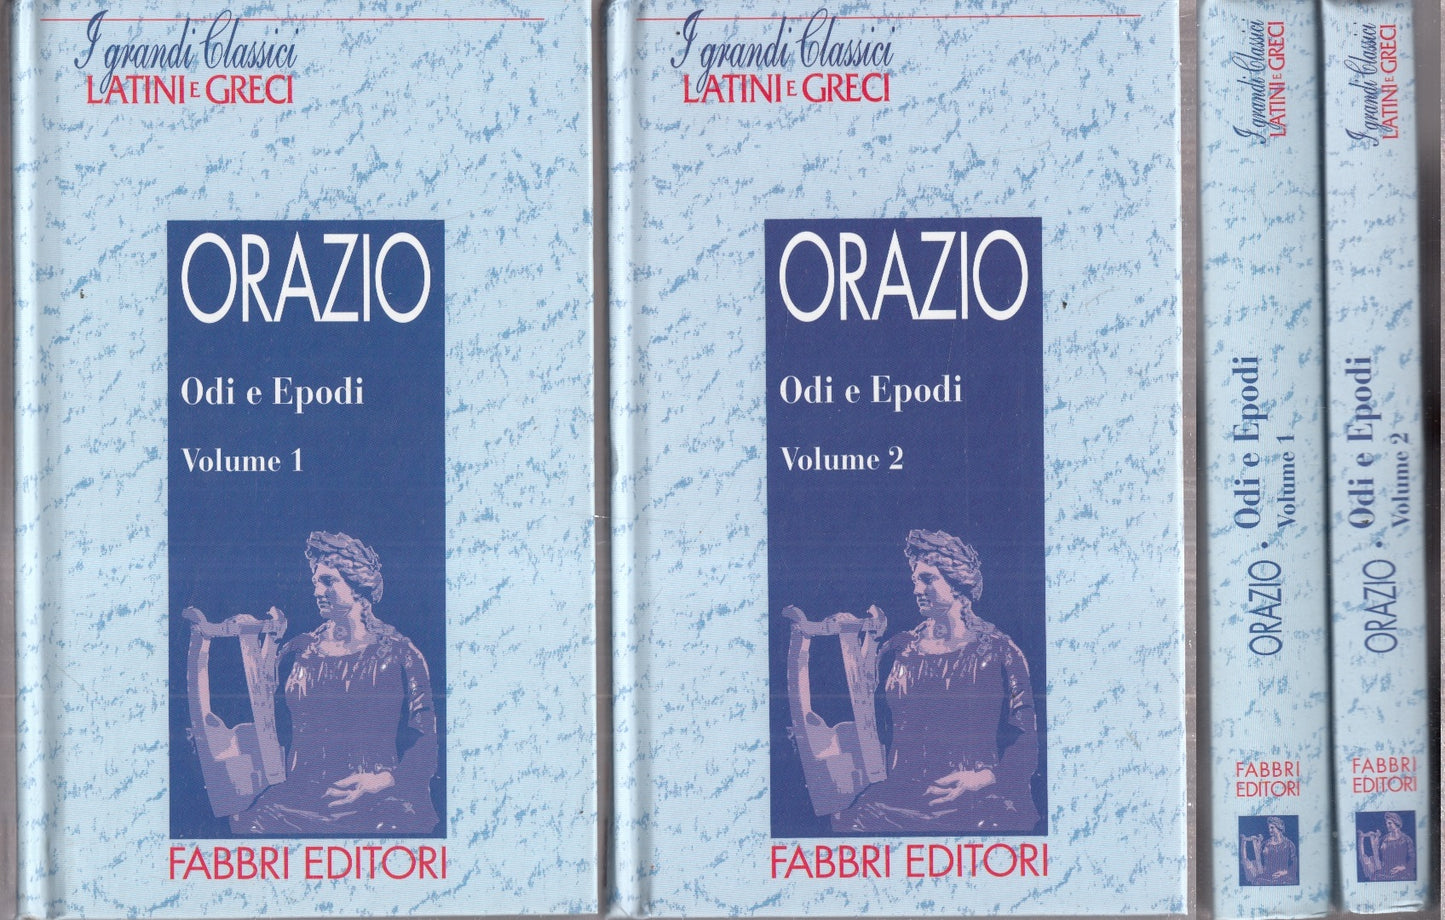 I grandi Classici
LATINI E GRECI
ORAZIO
Odi e Epodi
Volume 1
FABBRI EDITORI
I grandi Classici
LATINI E GRECI
ORAZIO
Odi e Epodi
Volume 2
FABBRI EDITORI
I grandi Classici
LATINI E GRECI
ORAZIO • Odi e Epodi
Volume 1
FABBRI
EDITORI
I grandi Classici
LATINI E GRECI
ORAZIO • Odi e Epodi
Volume 2
FABBRI
EDITORI